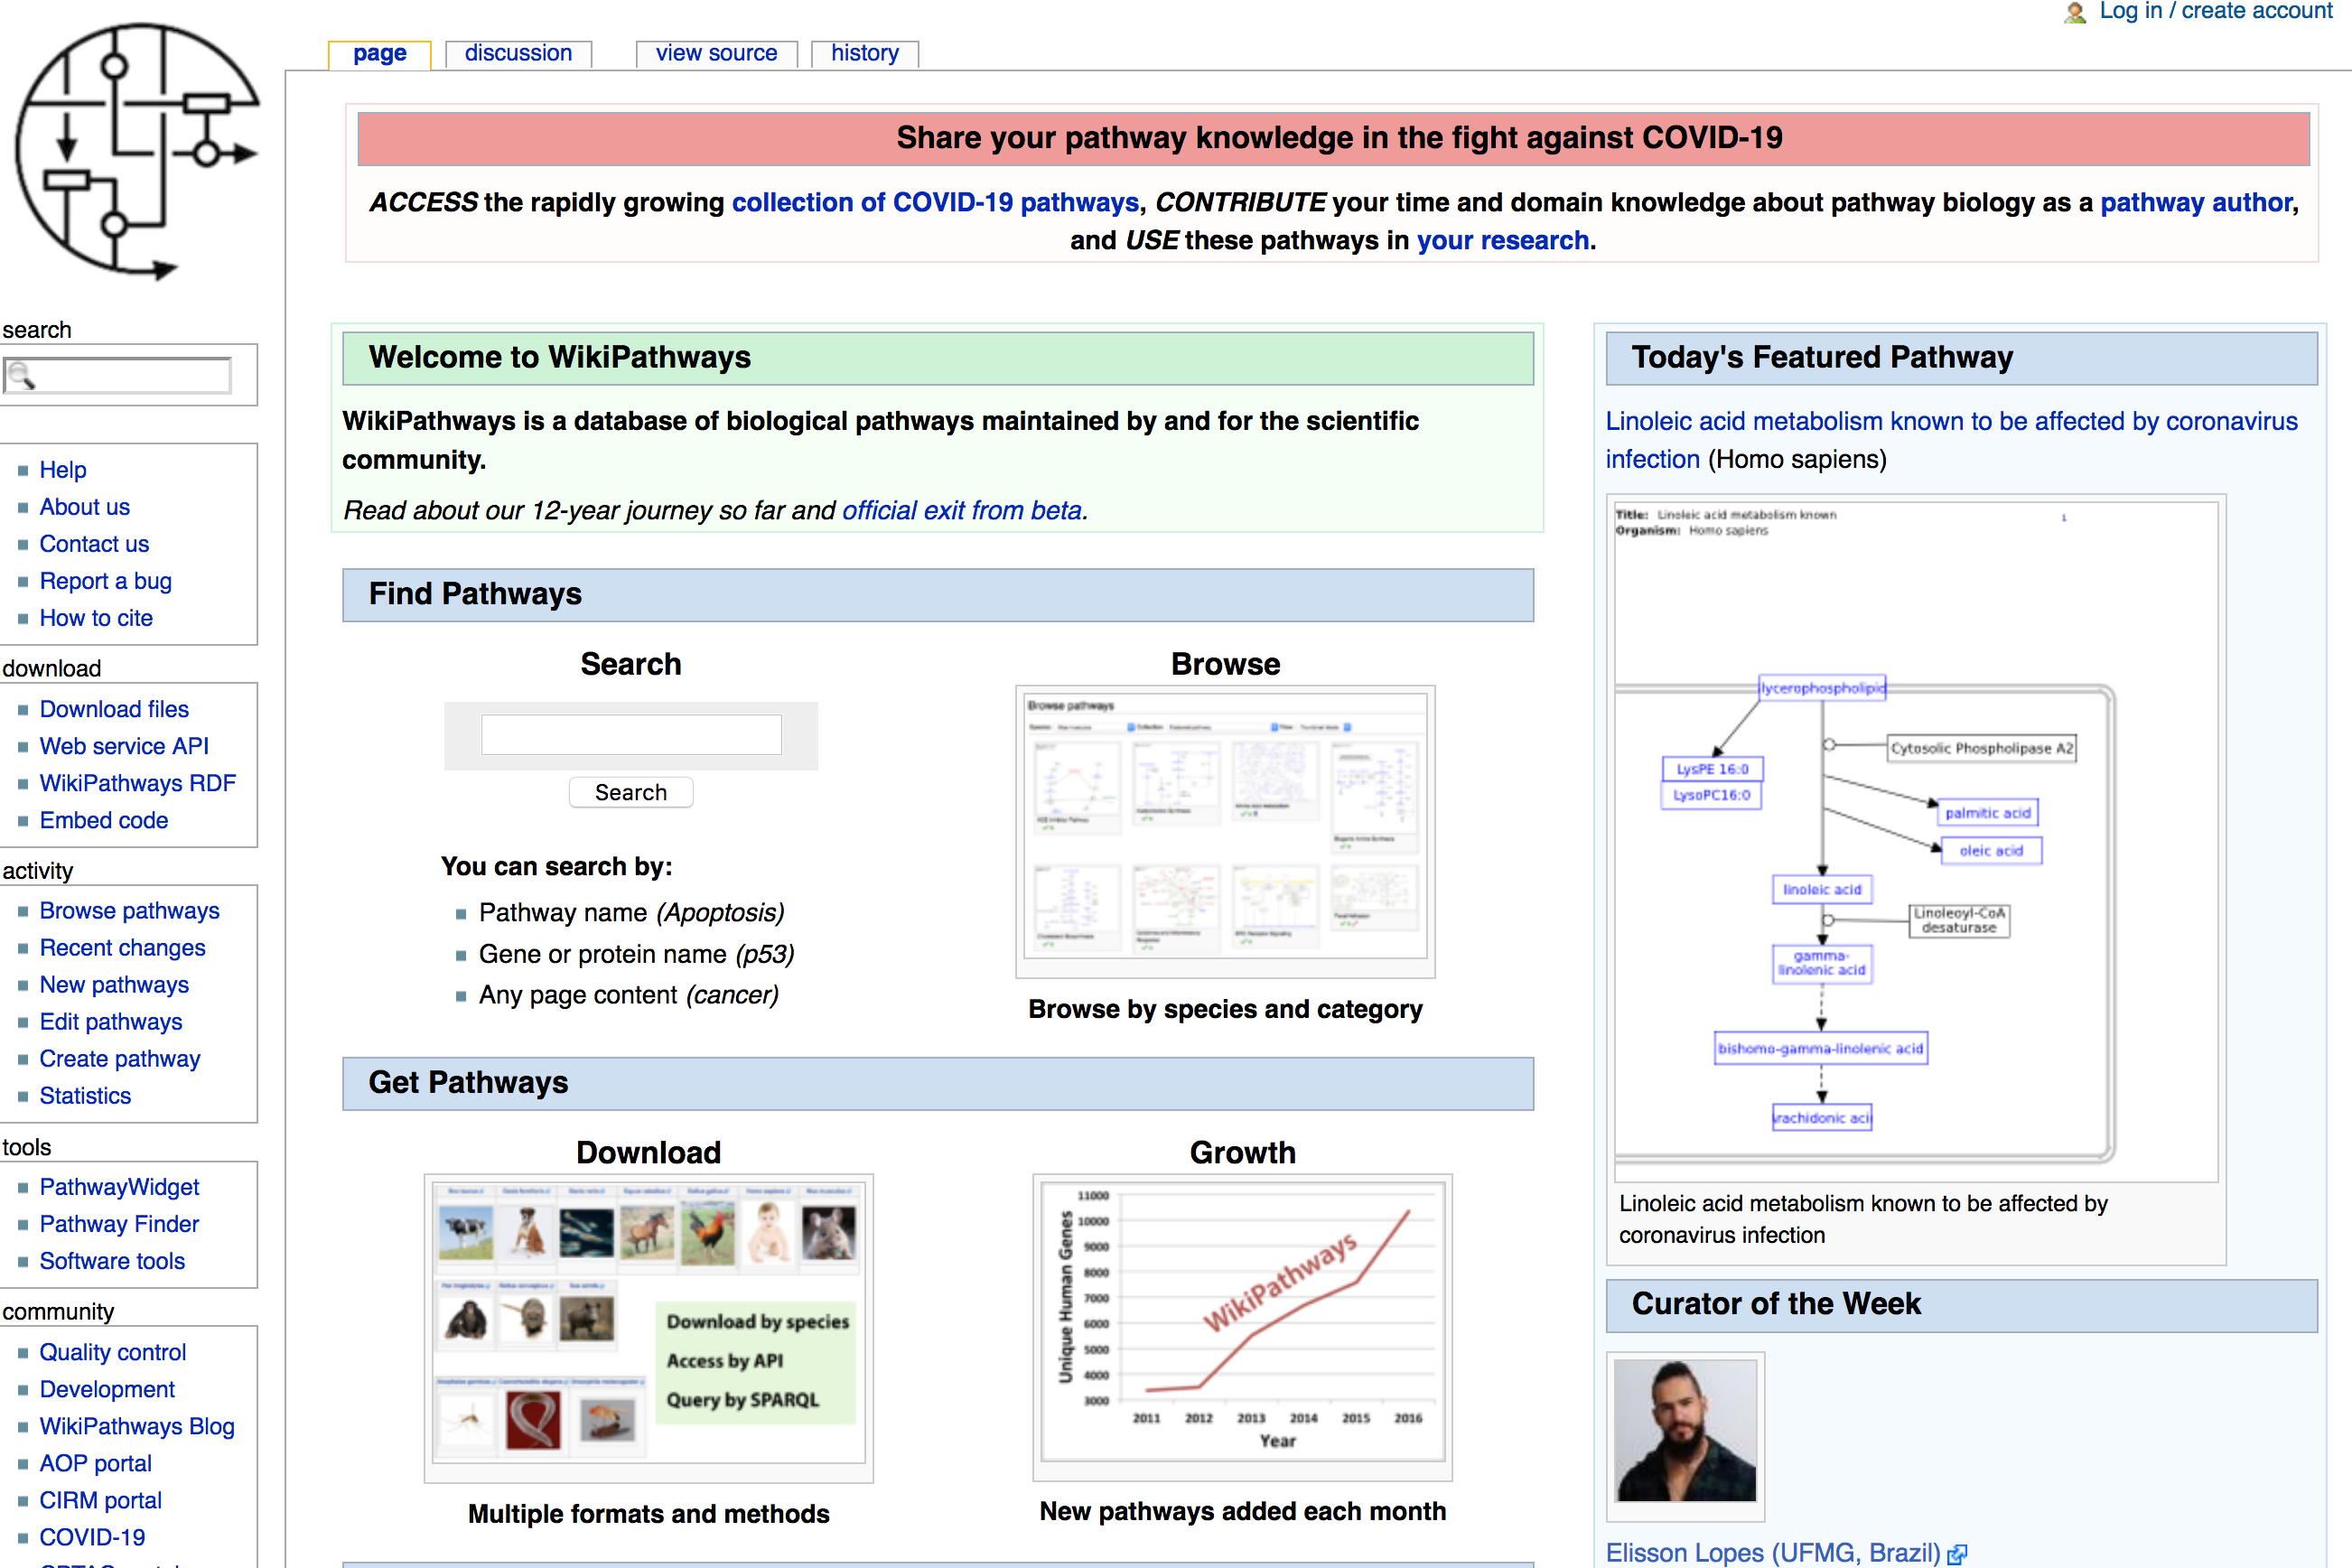 Log in / create account
page
discussion
view source
history
Share your pathway knowledge in the fight against COVID-19
ACCESS the rapidly growing collection of COVID-19 pathways, CONTRIBUTE your time and domain knowledge about pathway biology as a pathway author,
and USE these pathways in your research.
search
Help
About us
Contact us
Report a bug
How to cite
download
Download files
Web service API
WikiPathways RDF
Embed code
activity
Browse pathways
Recent changes
New pathways
Edit pathways
Create pathway
Statistics
tools
PathwayWidget
Pathway Finder
Software tools
community
Quality control
Development
WikiPathways Blog
AOP portal
CIRM portal
COVID-19
Welcome to WikiPathways
WikiPathways is a database of biological pathways maintained by and for the scientific
community.
Read about our 12-year journey so far and official exit from beta.
Find Pathways
Search
Search
You can search by:
Pathway name (Apoptosis)
Gene or protein name (p53)
Any page content (cancer)
Browse
Browse pathways
Browse by species and category
Get Pathways
Download
Download by species
Access by API
Query by SPARQL
Multiple formats and methods
Growth
Unique Human Genes
11000
10000
9000
8000
7000
6000
5000
4000
3000
WikiPathways
2011 2012 2013 2014 2015 2016
Year
New pathways added each month
Today's Featured Pathway
Linoleic acid metabolism known to be affected by coronavirus
infection (Homo sapiens)
Title: Linoleic acid metabolism known
1
Organism: Homo sapiens
lycerophospholipid
Cytosolic Phospholipase A2
LysPE 16:0
LysoPC16:0
palmitic acid
oleic acid
linoleic acid
Linoleoyl-CoA
desaturase
gamma-
linolenic acid
bishomo-gamma-linolenic acid
rachidonic aci
Linoleic acid metabolism known to be affected by
coronavirus infection
Curator of the Week
Elisson Lopes (UFMG, Brazil)